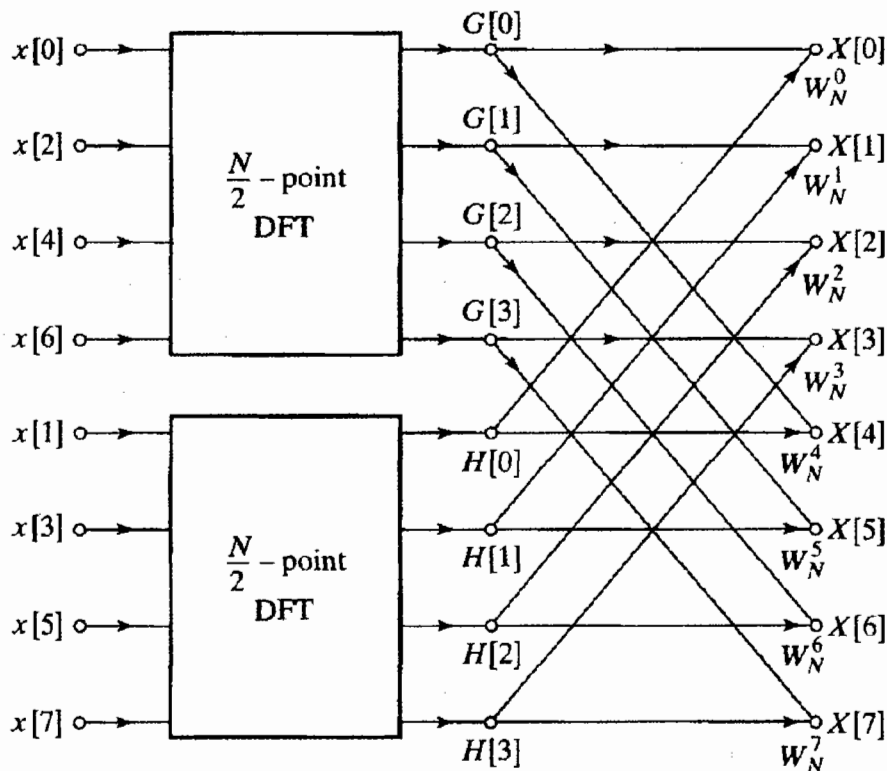 G[0]
x[0] X[0]
W_N^0
G[1]
x[2] X[1]
N/2 – point W_N^1
DFT
G[2]
x[4] X[2]
W_N^2
G[3]
x[6] X[3]
W_N^3
x[1] X[4]
H[0] W_N^4
x[3] X[5]
N/2 – point H[1] W_N^5
DFT
x[5] X[6]
H[2] W_N^6
x[7] X[7]
H[3] W_N^7